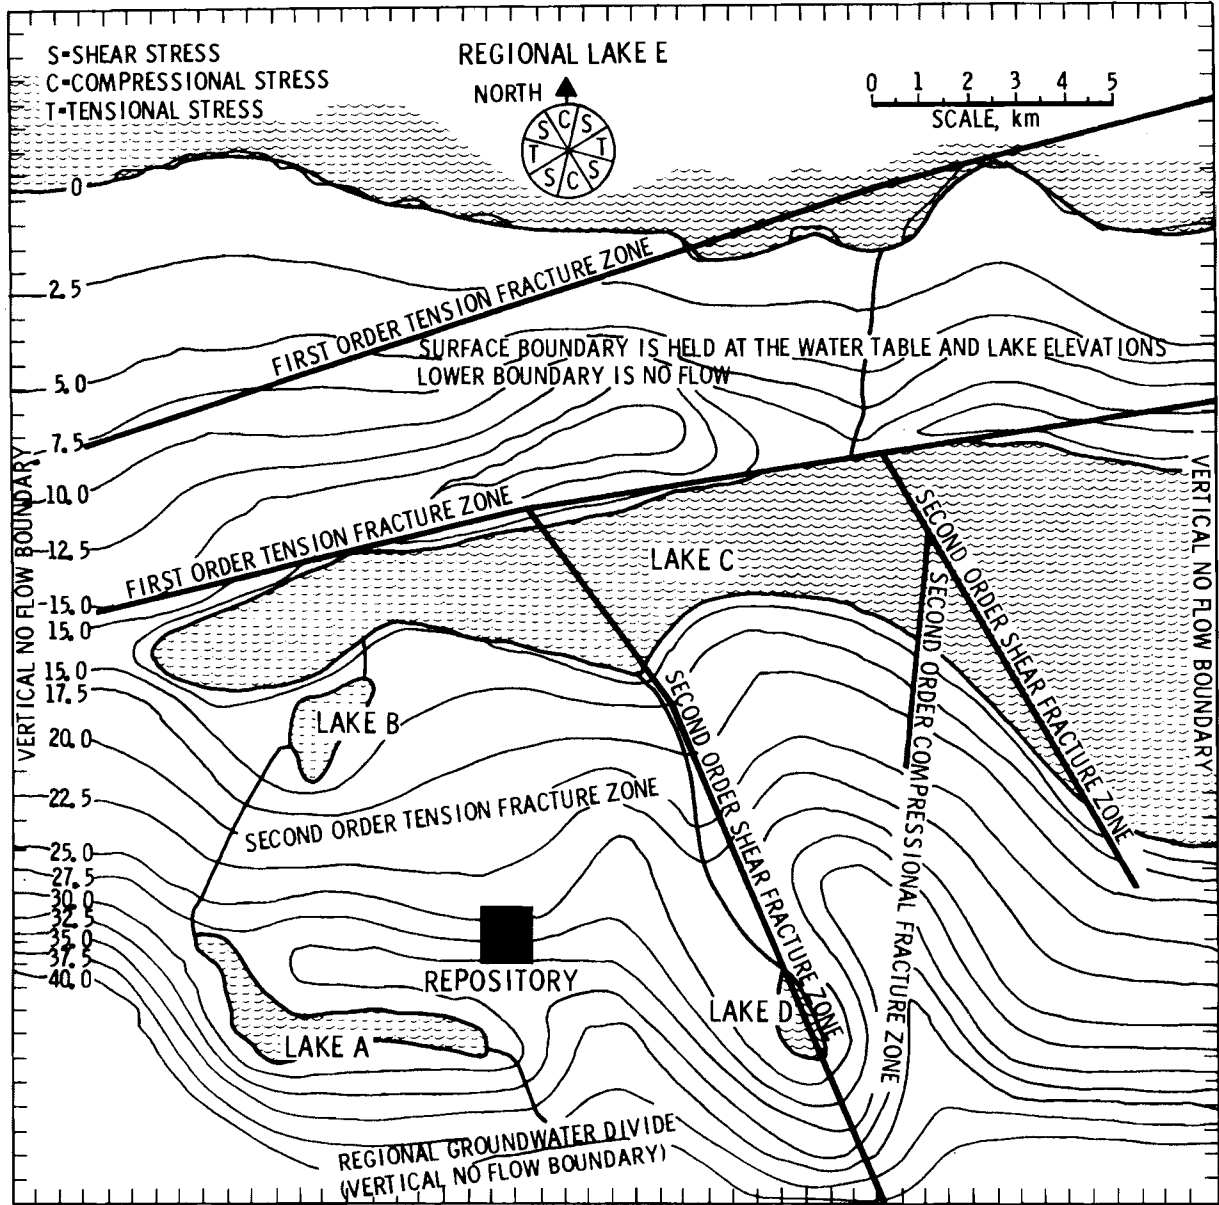 S=SHEAR STRESS
C=COMPRESSIONAL STRESS
T=TENSIONAL STRESS
REGIONAL LAKE E
NORTH
S C S
T T
S C S
0 1 2 3 4 5
SCALE, km
0
2.5
5.0
7.5
10.0
12.5
15.0
15.0
15.0
17.5
20.0
22.5
25.0
27.5
30.0
32.5
35.0
37.5
40.0
FIRST ORDER TENSION FRACTURE ZONE
SURFACE BOUNDARY IS HELD AT THE WATER TABLE AND LAKE ELEVATIONS
LOWER BOUNDARY IS NO FLOW
VERTICAL NO FLOW BOUNDARY
FIRST ORDER TENSION FRACTURE ZONE
LAKE C
SECOND ORDER SHEAR FRACTURE ZONE
VERTICAL NO FLOW BOUNDARY
SECOND ORDER COMPRESSIONAL FRACTURE ZONE
SECOND ORDER SHEAR FRACTURE ZONE
LAKE B
SECOND ORDER TENSION FRACTURE ZONE
REPOSITORY
LAKE D
LAKE A
REGIONAL GROUNDWATER DIVIDE
(VERTICAL NO FLOW BOUNDARY)